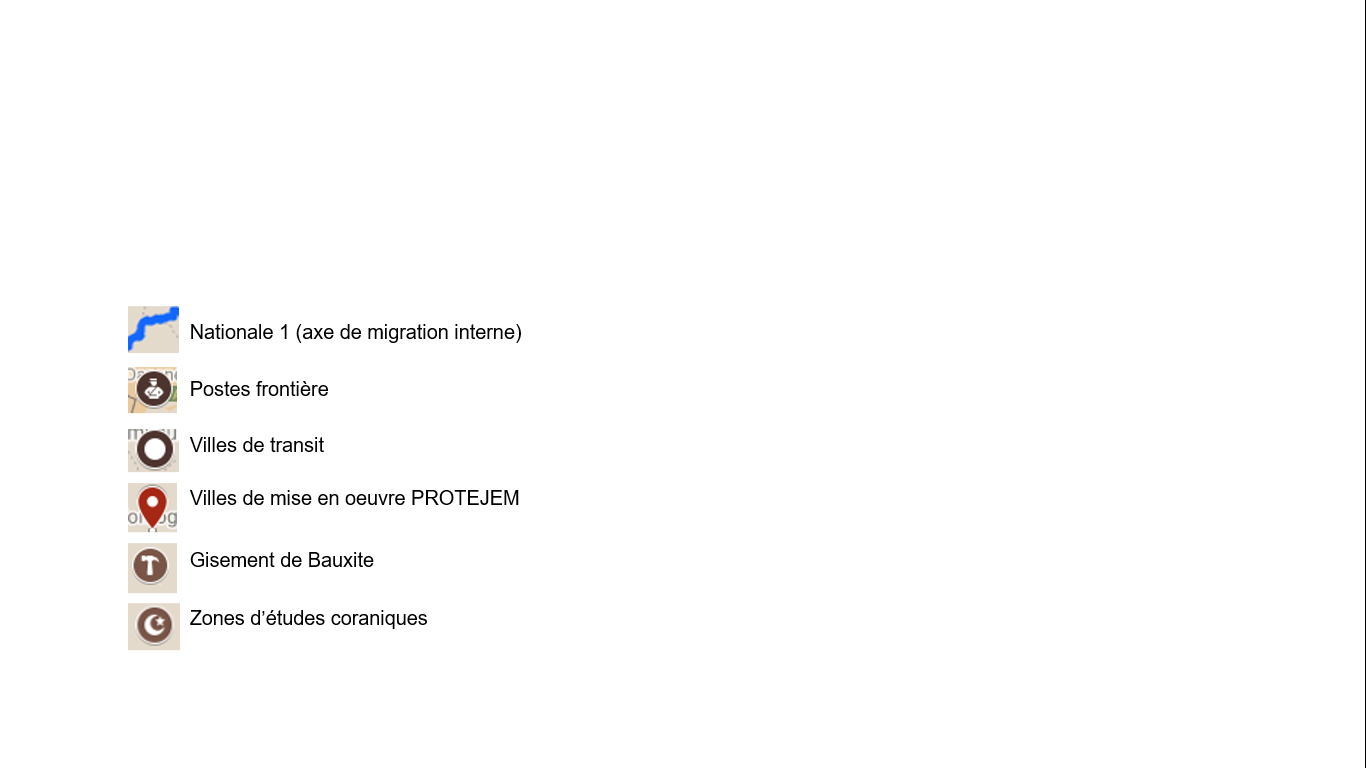 Nationale 1 (axe de migration interne)
Postes frontière
Villes de transit
Villes de mise en oeuvre PROTEJEM
Gisement de Bauxite
Zones d’études coraniques